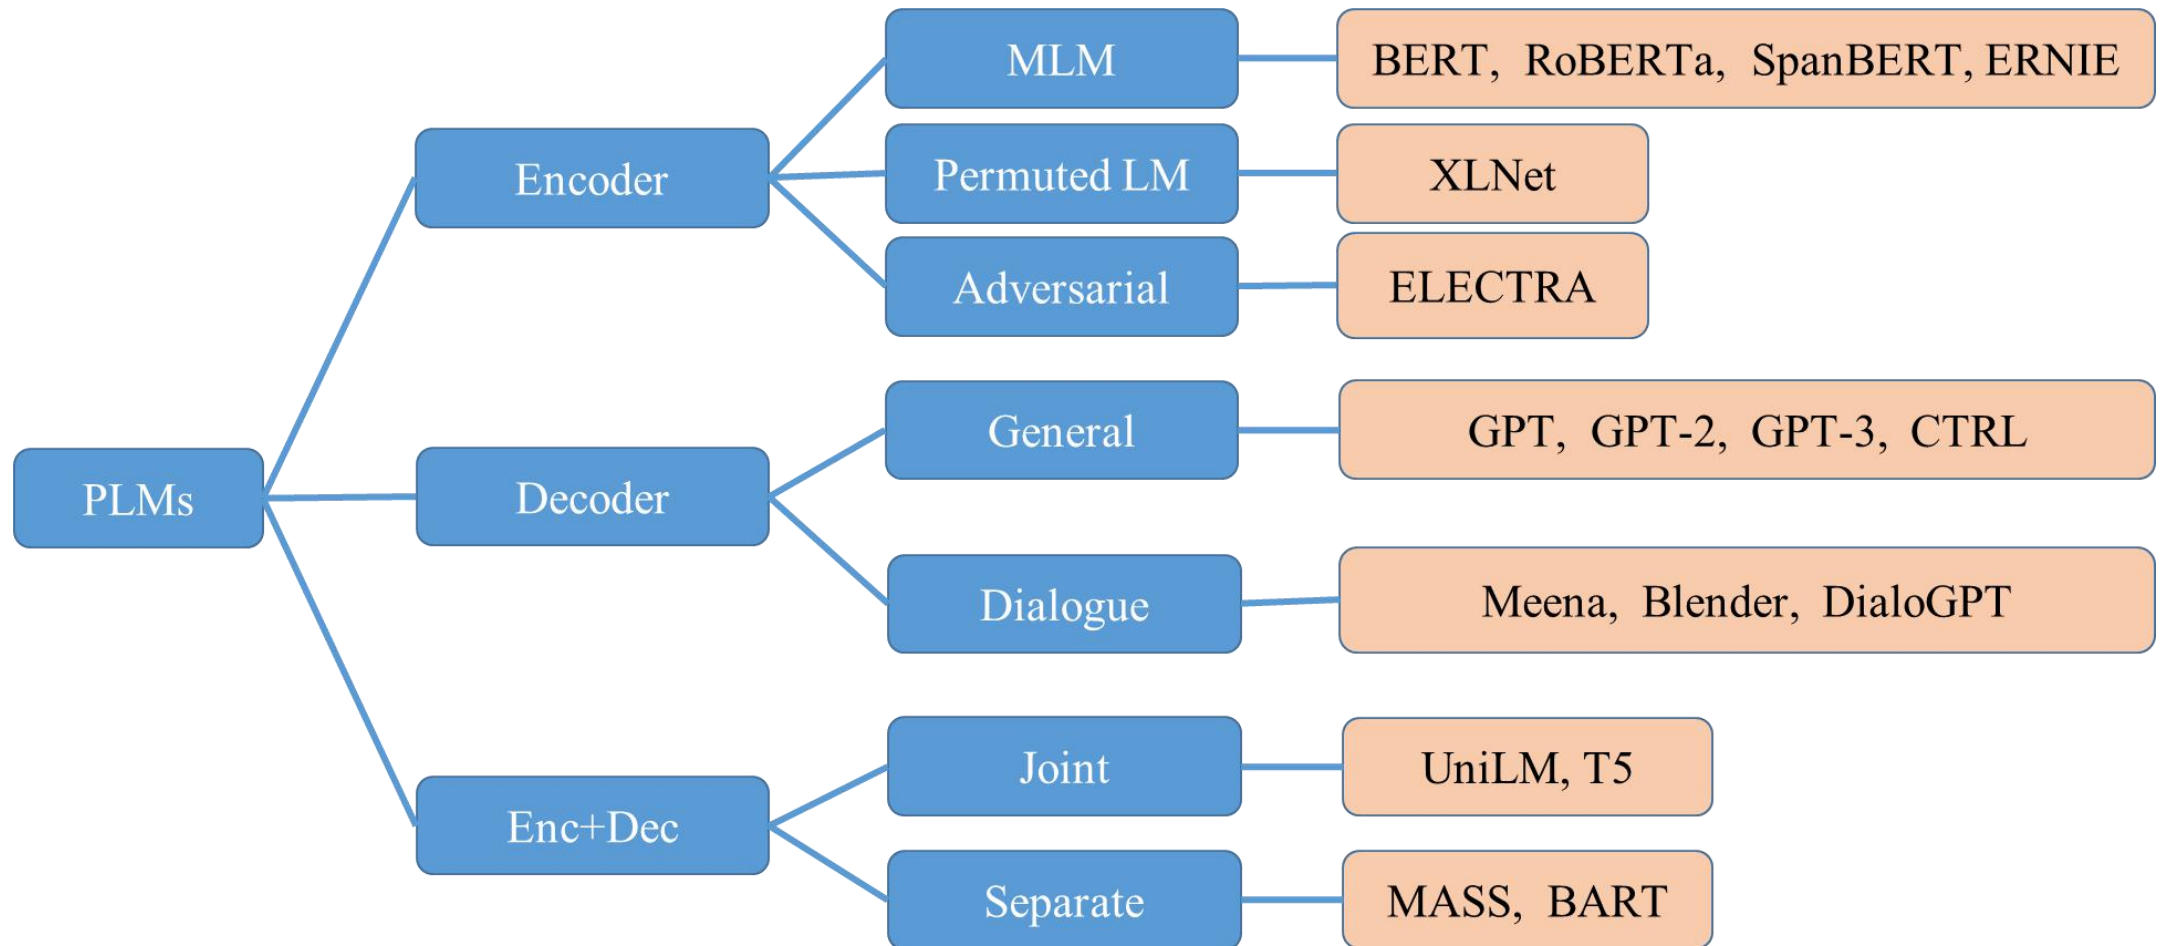 PLMs
Encoder
MLM
BERT, RoBERTa, SpanBERT, ERNIE
Permuted LM
XLNet
Adversarial
ELECTRA
Decoder
General
GPT, GPT-2, GPT-3, CTRL
Dialogue
Meena, Blender, DialoGPT
Enc+Dec
Joint
UniLM, T5
Separate
MASS, BART